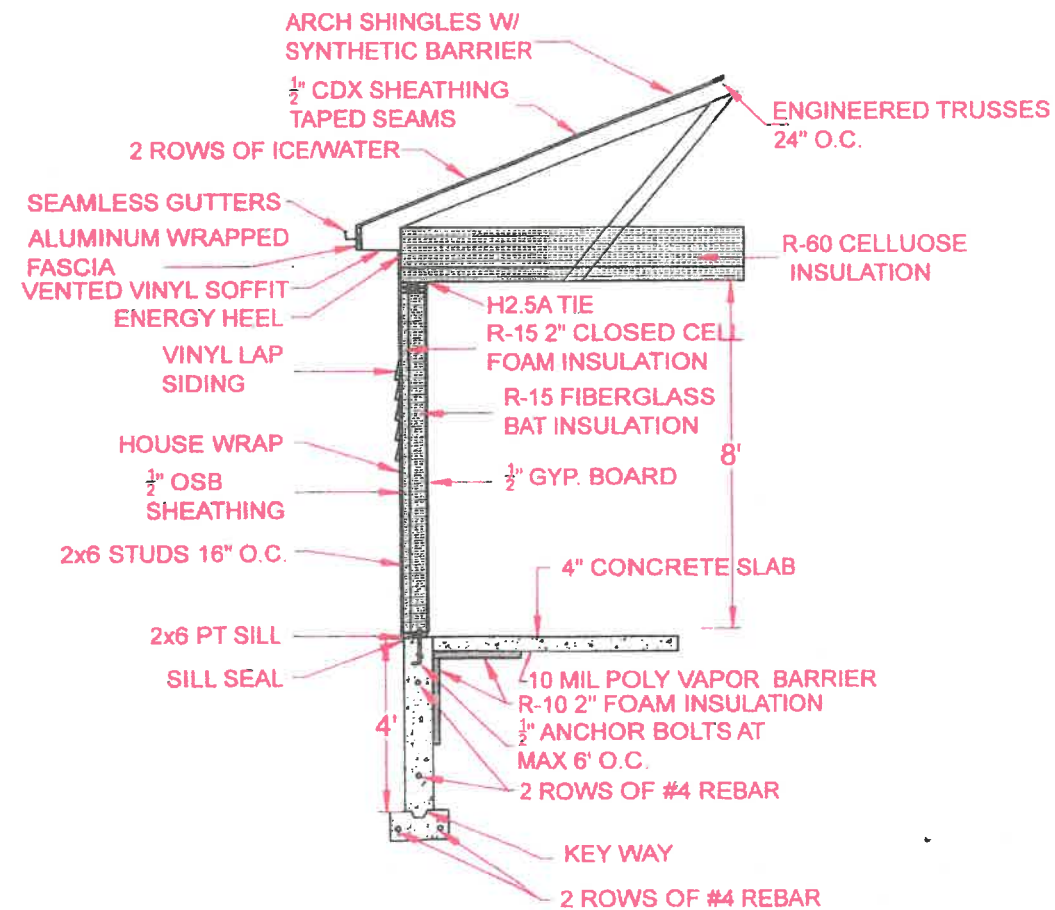 ARCH SHINGLES W/
SYNTHETIC BARRIER
½" CDX SHEATHING
TAPED SEAMS
ENGINEERED TRUSSES
24" O.C.
2 ROWS OF ICE/WATER
SEAMLESS GUTTERS
ALUMINUM WRAPPED
FASCIA
VENTED VINYL SOFFIT
ENERGY HEEL
R-60 CELLUOSE
INSULATION
H2.5A TIE
R-15 2" CLOSED CELL
FOAM INSULATION
VINYL LAP
SIDING
R-15 FIBERGLASS
BAT INSULATION
8'
HOUSE WRAP
½" OSB
SHEATHING
½" GYP. BOARD
2x6 STUDS 16" O.C.
4" CONCRETE SLAB
2x6 PT SILL
SILL SEAL
10 MIL POLY VAPOR BARRIER
R-10 2" FOAM INSULATION
½" ANCHOR BOLTS AT
MAX 6' O.C.
4'
2 ROWS OF #4 REBAR
KEY WAY
2 ROWS OF #4 REBAR